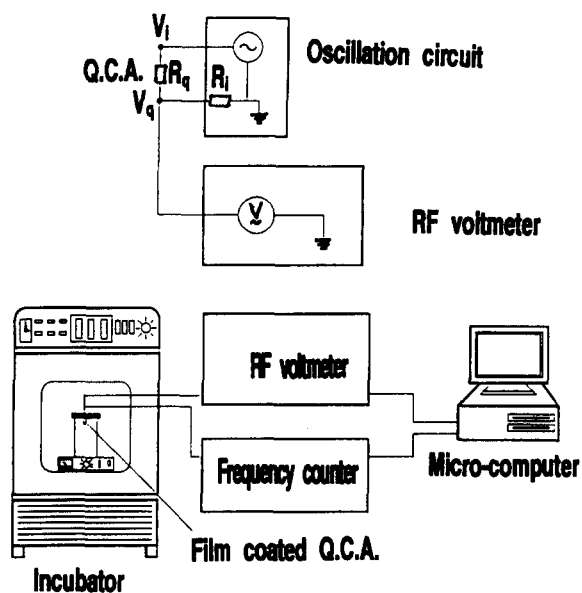 Vi
Oscillation circuit
Q.C.A. Rq Ri
Vq
V
RF voltmeter
RF voltmeter
Frequency counter
Micro-computer
Film coated Q.C.A.
Incubator